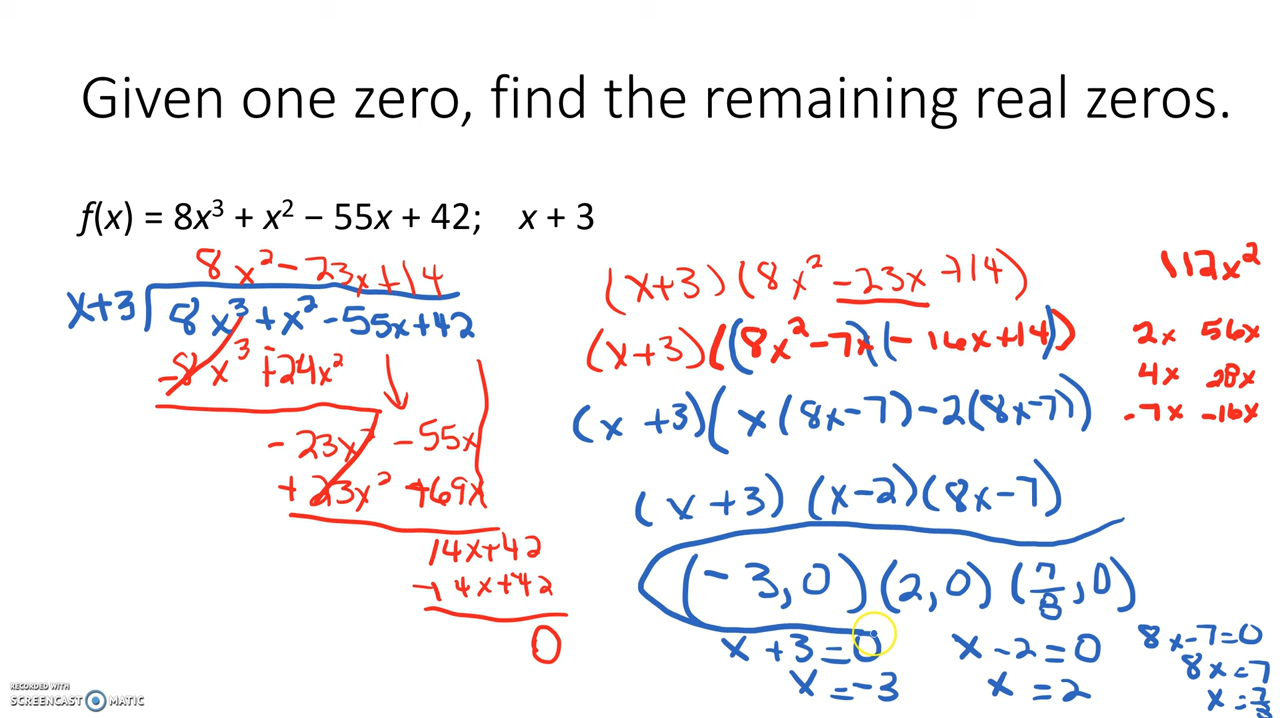 Given one zero, find the remaining real zeros.
f(x) = 8x³ + x² − 55x + 42;    x + 3
8x² - 23x + 14
x+3 8x³ + x² - 55x + 42
-8x³ + -24x²
-23x² - 55x
+ 23x² +69x
14x+42
-14x+42
0
(x+3)(8x² -23x +14)
(x+3)((8x² -7x)(-16x+14))
(x+3)(x(8x-7)-2(8x-7))
(x+3)(x-2)(8x-7)
(-3,0)(2,0)(7/8,0)
x+3=0
x=-3
x-2=0
x=2
8x-7=0
8x=7
x=7/8
112x²
2x 56x
4x 28x
-7x -16x
RECORDED WITH
SCREENCAST MATIC